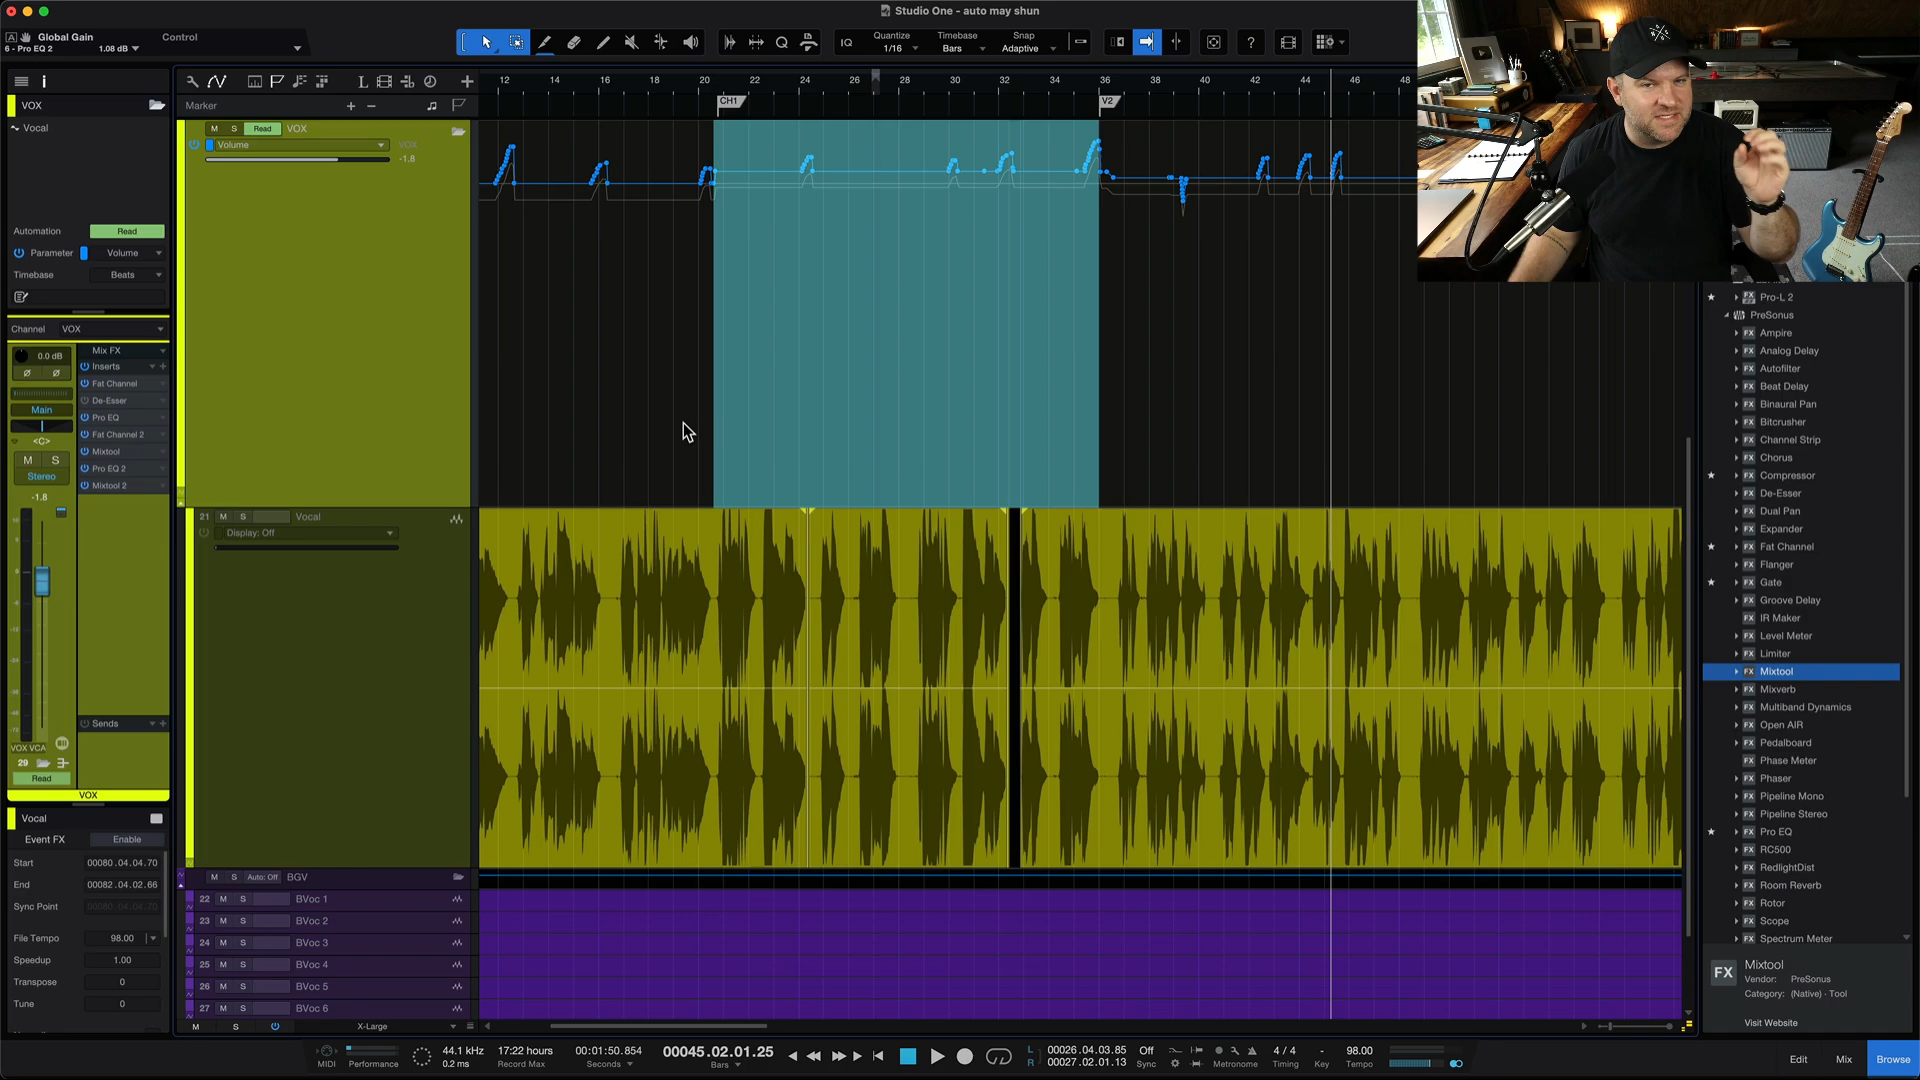 Studio One - auto may shun
Global Gain
Control
6 - Pro EQ 2
1.08 dB
Quantize
1/16
Timebase
Bars
Snap
Adaptive
IQ
12 14 16 18 20 22 24 26 28 30 32 34 36 38 40 42 44 46 48
Marker
CH1
V2
VOX
Vocal
Automation
Read
Parameter
Volume
Timebase
Beats
Channel
VOX
0.0 dB
Main
<C>
M S
Stereo
-1.8
Mix FX
Inserts
Fat Channel
De-Esser
Pro EQ
Fat Channel 2
Mixtool
Pro EQ 2
Mixtool 2
Sends
VOX VCA
29
Read
VOX
Vocal
Event FX
Enable
Start
00080.04.04.70
End
00082.04.02.66
Sync Point
00080.04.04.70
File Tempo
98.00
Speedup
1.00
Transpose
0
Tune
0
M S Read VOX
Volume
VOX
-1.8
21 M S Vocal
Display: Off
M S Auto: Off BGV
22 M S BVoc 1
23 M S BVoc 2
24 M S BVoc 3
25 M S BVoc 4
26 M S BVoc 5
27 M S BVoc 6
M S X-Large
Pro-L 2
PreSonus
FX Ampire
FX Analog Delay
FX Autofilter
FX Beat Delay
FX Binaural Pan
FX Bitcrusher
FX Channel Strip
FX Chorus
FX Compressor
FX De-Esser
FX Dual Pan
FX Expander
FX Fat Channel
FX Flanger
FX Gate
FX Groove Delay
FX IR Maker
FX Level Meter
FX Limiter
FX Mixtool
FX Mixverb
FX Multiband Dynamics
FX Open AIR
FX Pedalboard
FX Phase Meter
FX Phaser
FX Pipeline Mono
FX Pipeline Stereo
FX Pro EQ
FX RC500
FX RedlightDist
FX Room Reverb
FX Rotor
FX Scope
FX Spectrum Meter
FX
Mixtool
Vendor: PreSonus
Category: (Native) · Tool
Visit Website
MIDI
Performance
44.1 kHz
0.2 ms
17:22 hours
Record Max
00:01:50.854
Seconds
00045.02.01.25
Bars
L 00026.04.03.85
R 00027.02.01.13
Off
Sync
Metronome
4 / 4
Timing
-
Key
98.00
Tempo
Edit
Mix
Browse